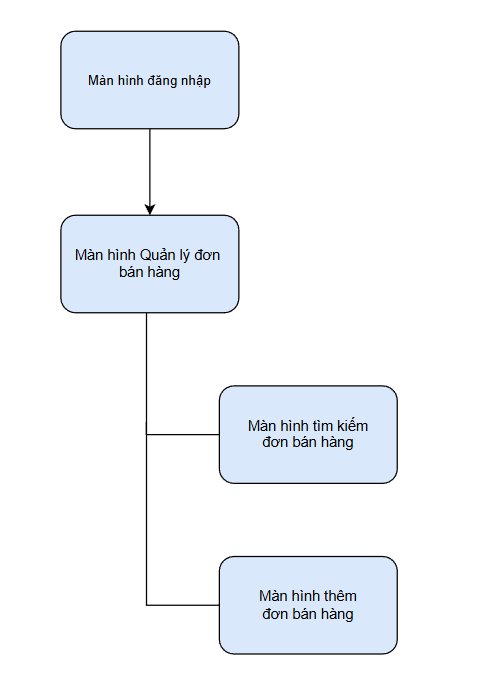 Màn hình đăng nhập
Màn hình Quản lý đơn
bán hàng
Màn hình tìm kiếm
đơn bán hàng
Màn hình thêm
đơn bán hàng